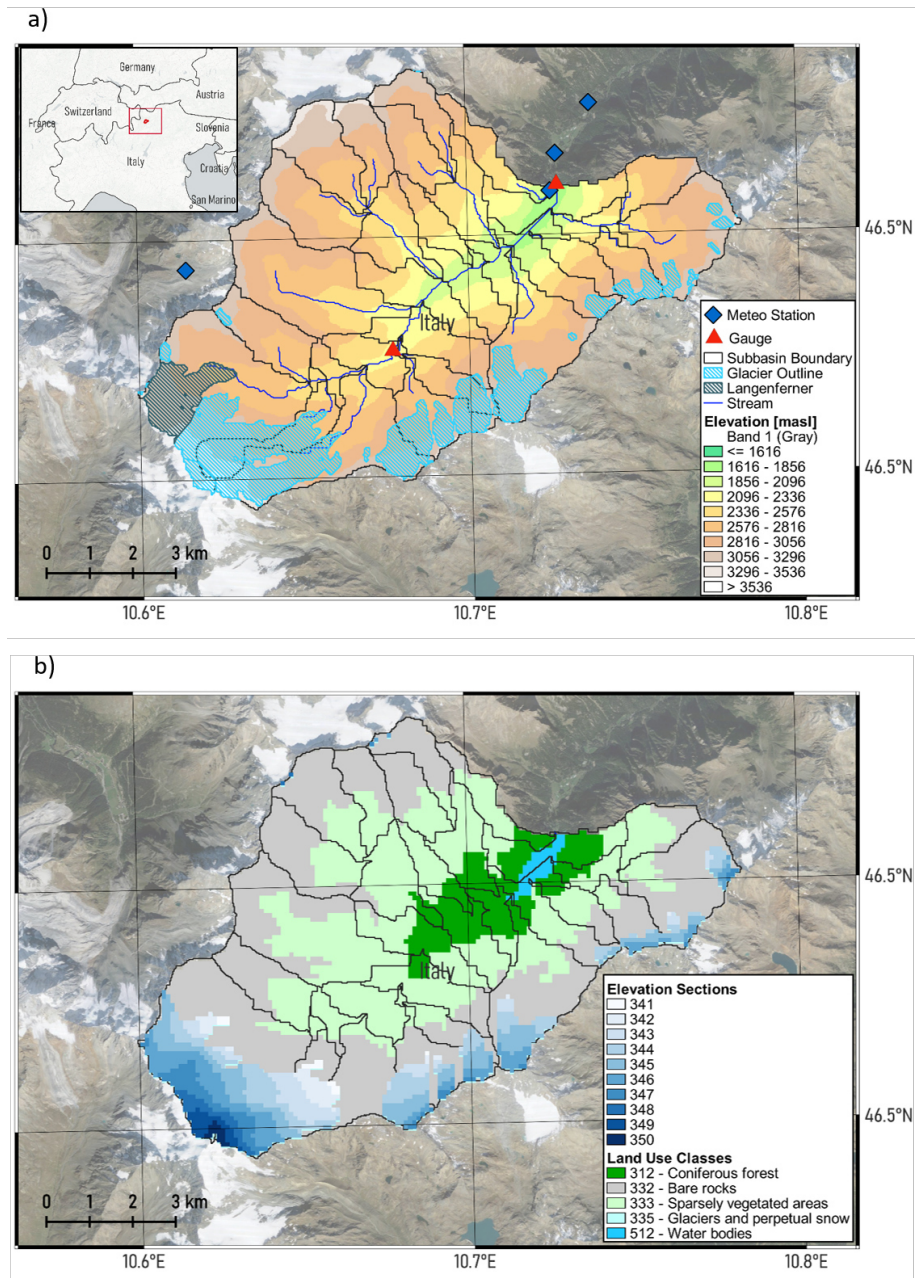 a)
Germany
Austria
Switzerland
France
Slovenia
Italy
Croatia
San Marino
46.5°N
Italy
Meteo Station
Gauge
Subbasin Boundary
Glacier Outline
Langenferner
Stream
Elevation [masl]
Band 1 (Gray)
<= 1616
1616 - 1856
1856 - 2096
2096 - 2336
2336 - 2576
2576 - 2816
2816 - 3056
3056 - 3296
3296 - 3536
> 3536
46.5°N
0 1 2 3 km
10.6°E 10.7°E 10.8°E
b)
46.5°N
Italy
Elevation Sections
341
342
343
344
345
346
347
348
349
350
Land Use Classes
312 - Coniferous forest
332 - Bare rocks
333 - Sparsely vegetated areas
335 - Glaciers and perpetual snow
512 - Water bodies
46.5°N
0 1 2 3 km
10.6°E 10.7°E 10.8°E